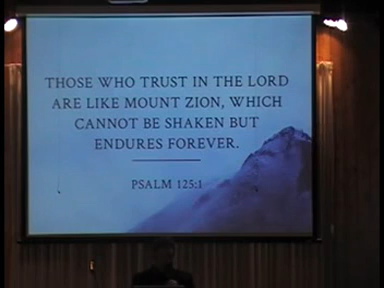 THOSE WHO TRUST IN THE LORD
ARE LIKE MOUNT ZION, WHICH
CANNOT BE SHAKEN BUT
ENDURES FOREVER.
PSALM 125:1